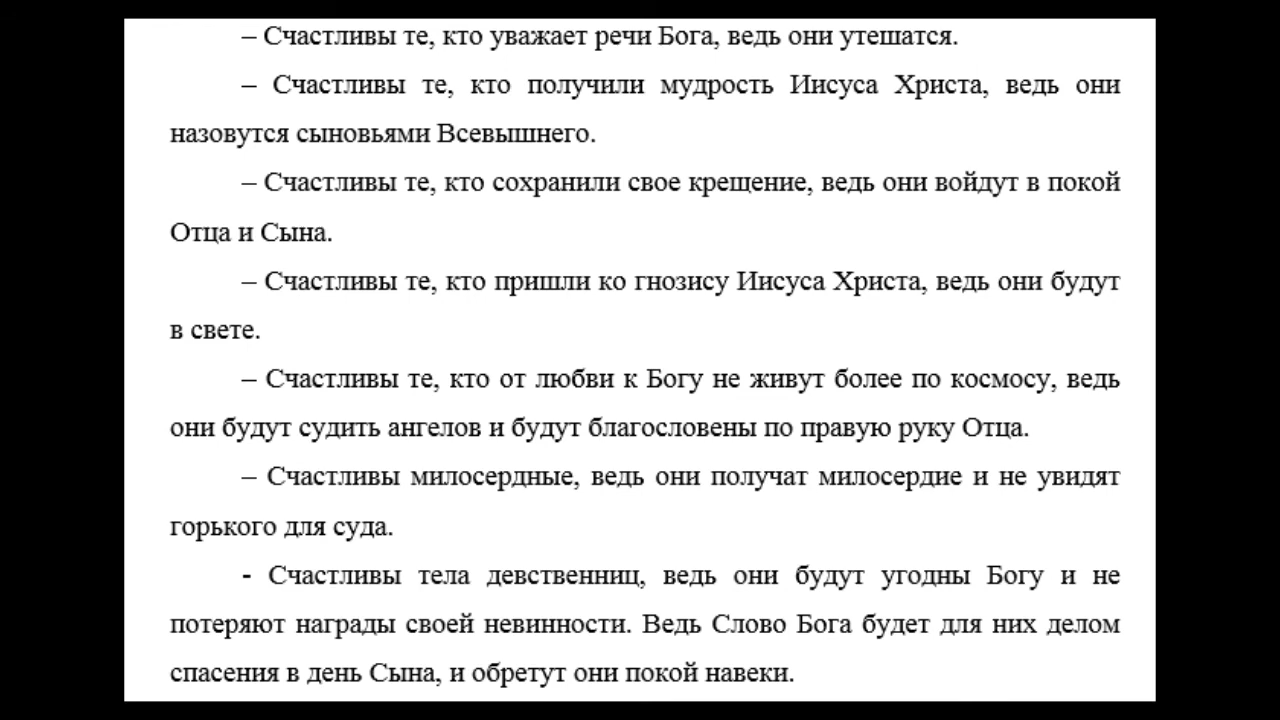 – Счастливы те, кто уважает речи Бога, ведь они утешатся.
– Счастливы те, кто получили мудрость Иисуса Христа, ведь они
назовутся сыновьями Всевышнего.
– Счастливы те, кто сохранили свое крещение, ведь они войдут в покой
Отца и Сына.
– Счастливы те, кто пришли ко гнозису Иисуса Христа, ведь они будут
в свете.
– Счастливы те, кто от любви к Богу не живут более по космосу, ведь
они будут судить ангелов и будут благословены по правую руку Отца.
– Счастливы милосердные, ведь они получат милосердие и не увидят
горького для суда.
- Счастливы тела девственниц, ведь они будут угодны Богу и не
потеряют награды своей невинности. Ведь Слово Бога будет для них делом
спасения в день Сына, и обретут они покой навеки.